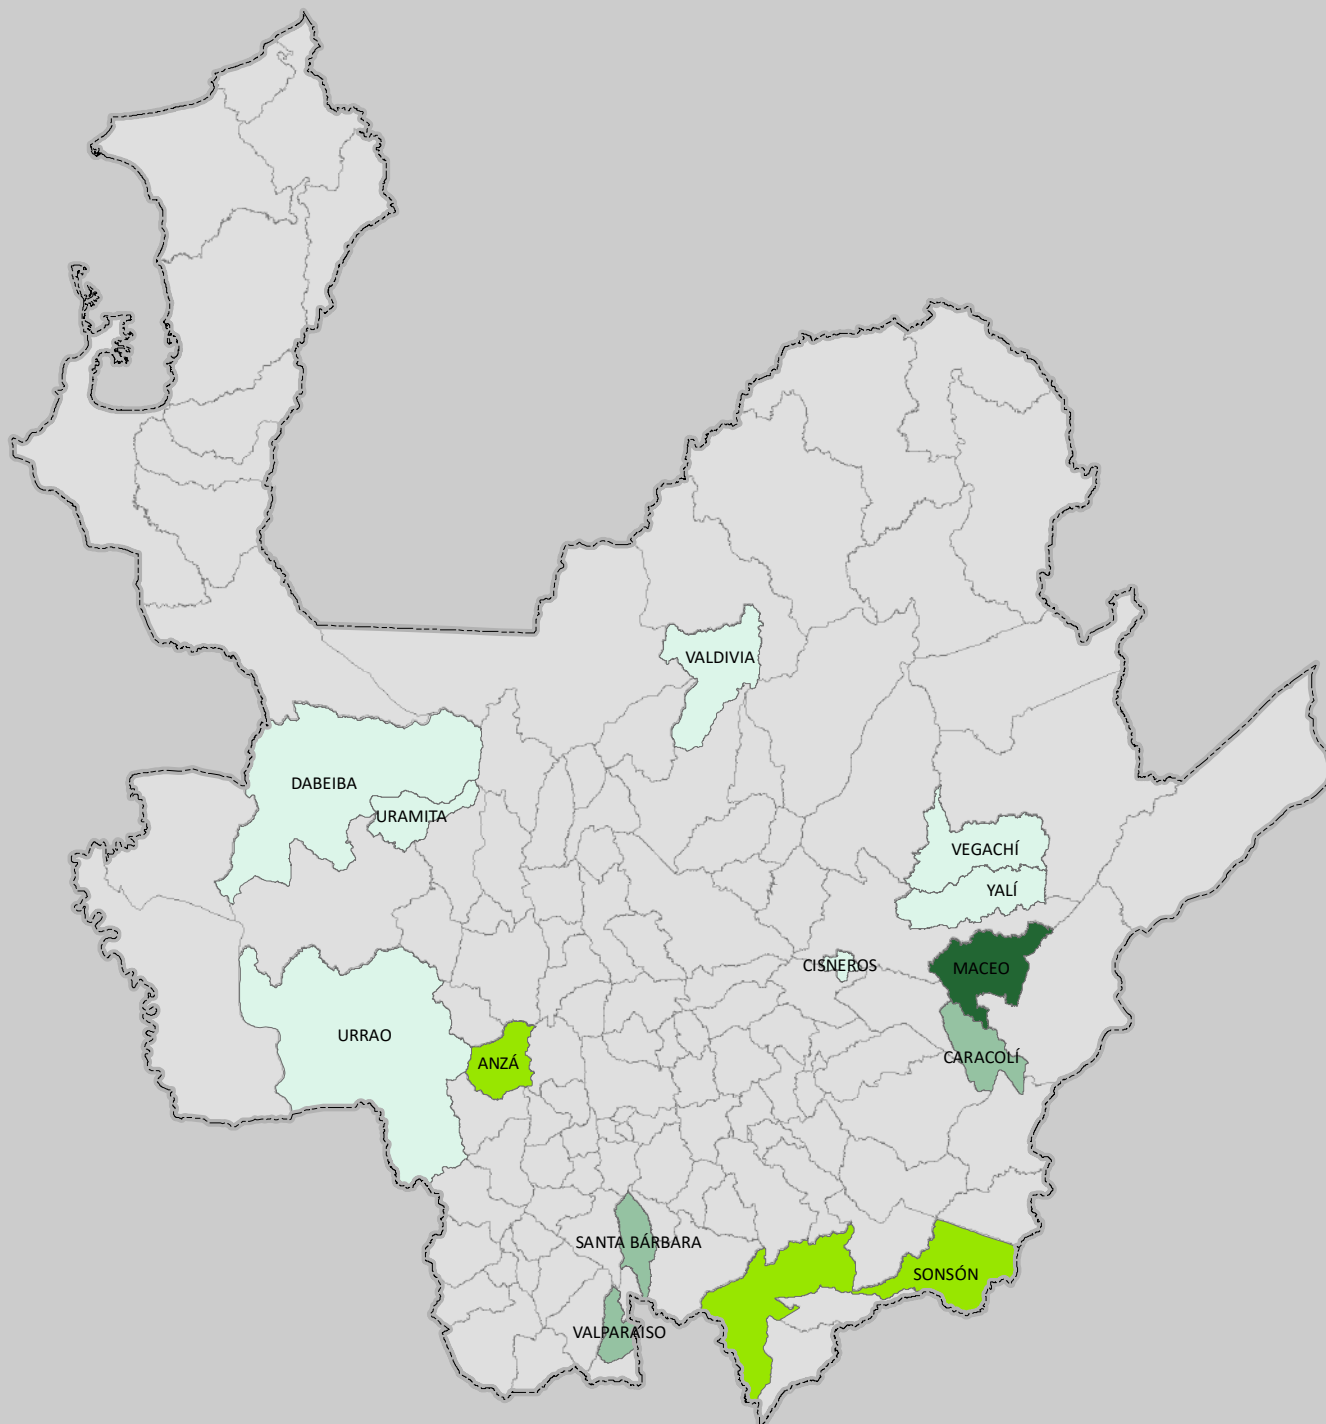 VALDIVIA
DABEIBA
URAMITA
VEGACHÍ
YALÍ
CISNEROS
MACEO
URRAO
ANZÁ
CARACOLÍ
SANTA BÁRBARA
SONSÓN
VALPARAISO